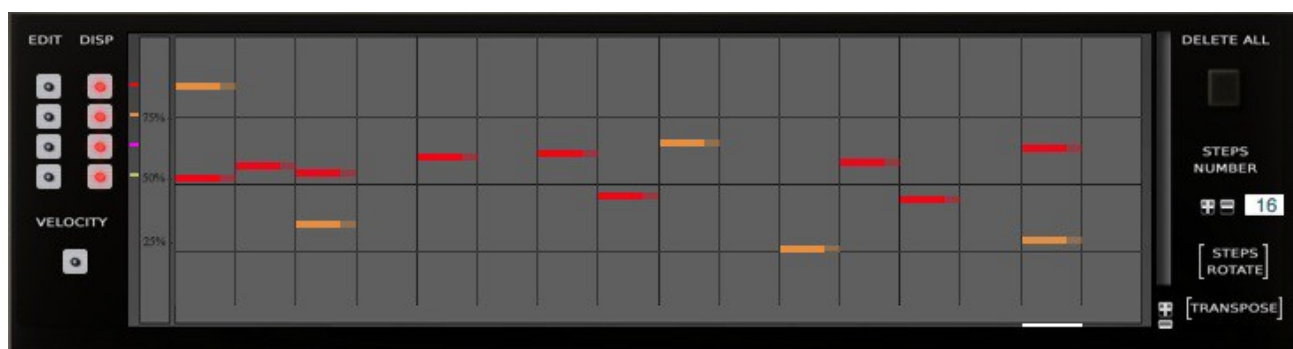 EDIT DISP
75%
50%
25%
VELOCITY
DELETE ALL
STEPS
NUMBER
16
[STEPS
ROTATE]
[TRANSPOSE]